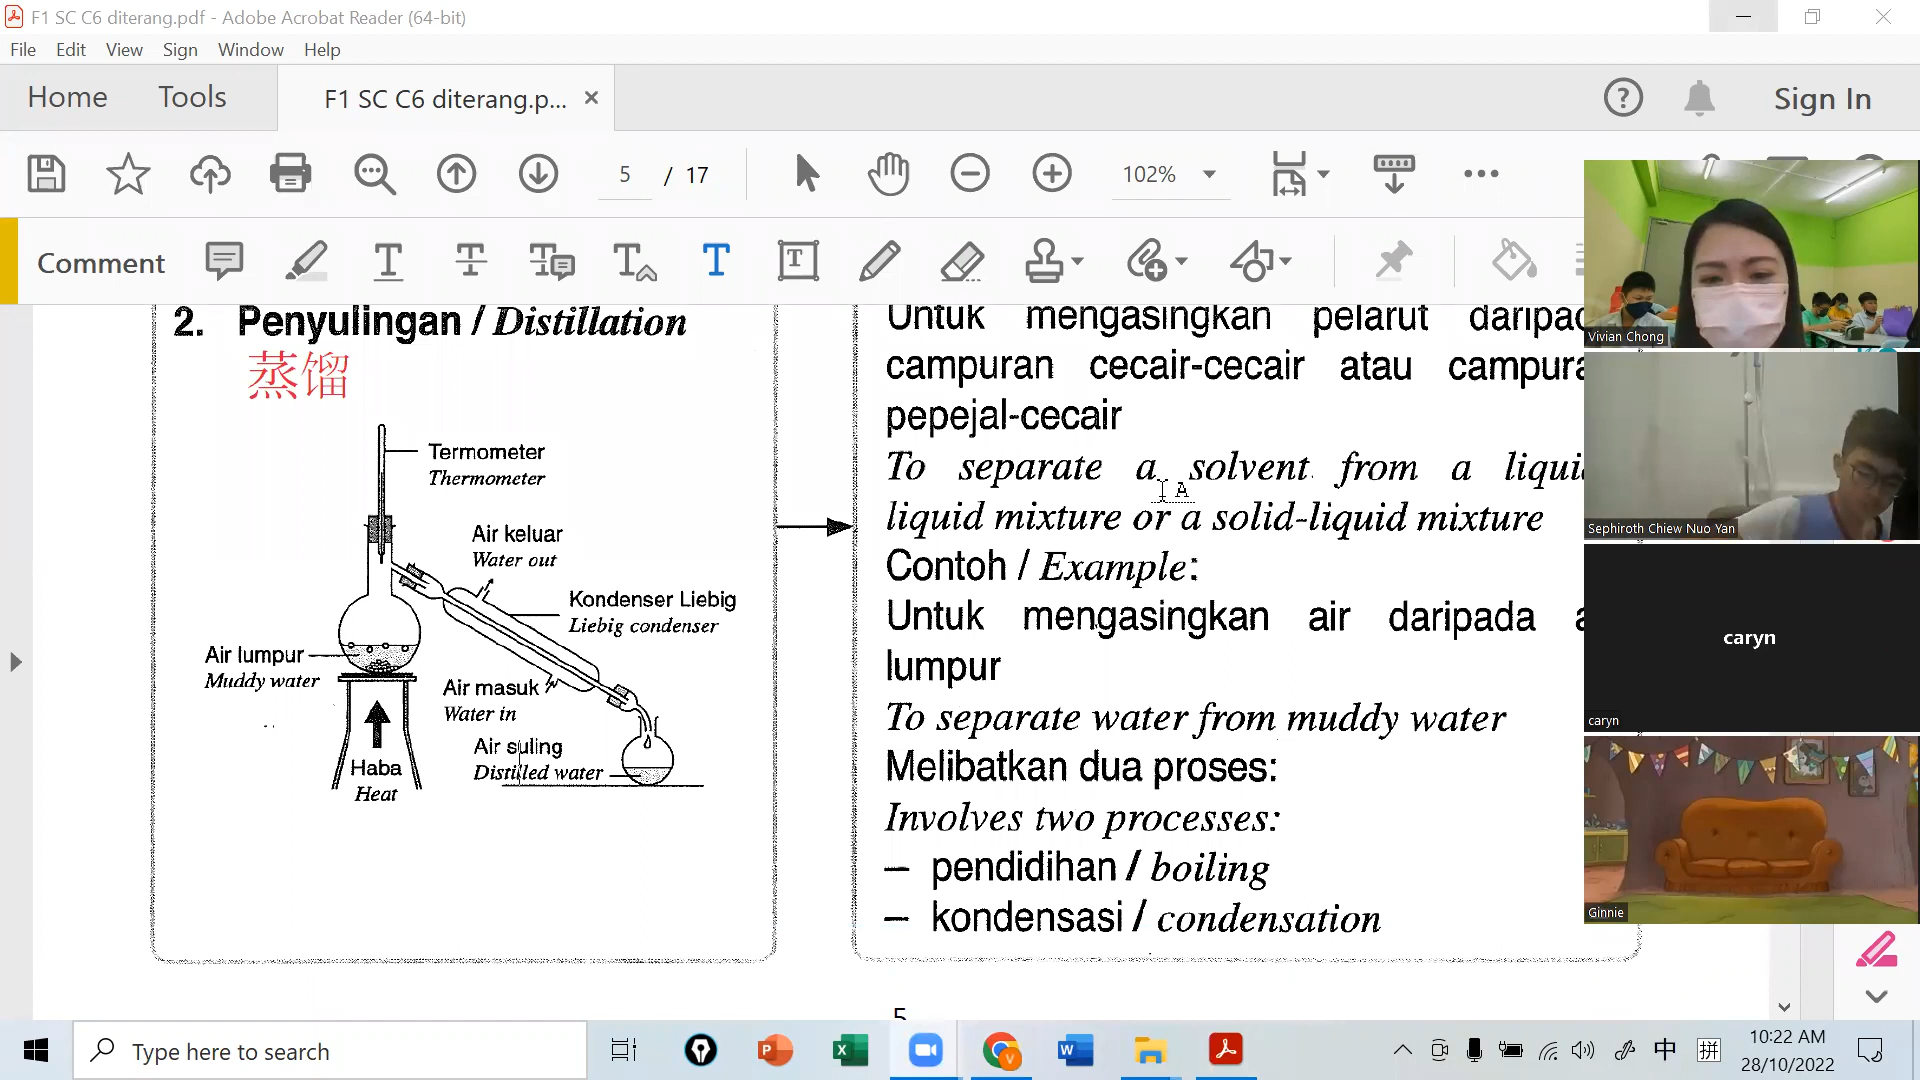 F1 SC C6 diterang.pdf - Adobe Acrobat Reader (64-bit)
File Edit View Sign Window Help
Home Tools F1 SC C6 diterang.p... Sign In
5 / 17 102%
Comment
2. Penyulingan / Distillation
蒸馏
Termometer
Thermometer
Air keluar
Water out
Kondenser Liebig
Liebig condenser
Air lumpur
Muddy water
Air masuk
Water in
Air suling
Distilled water
Haba
Heat
Untuk mengasingkan pelarut
campuran cecair-cecair atau
pepejal-cecair
To separate a solvent from a
liquid mixture or a solid-liquid mixture
Contoh / Example:
Untuk mengasingkan air daripada
lumpur
To separate water from muddy water
Melibatkan dua proses:
Involves two processes:
– pendidihan / boiling
– kondensasi / condensation
5
Vivian Chong
Sephiroth Chiew Nuo Yan
caryn
caryn
Ginnie
Type here to search
中
拼
10:22 AM
28/10/2022